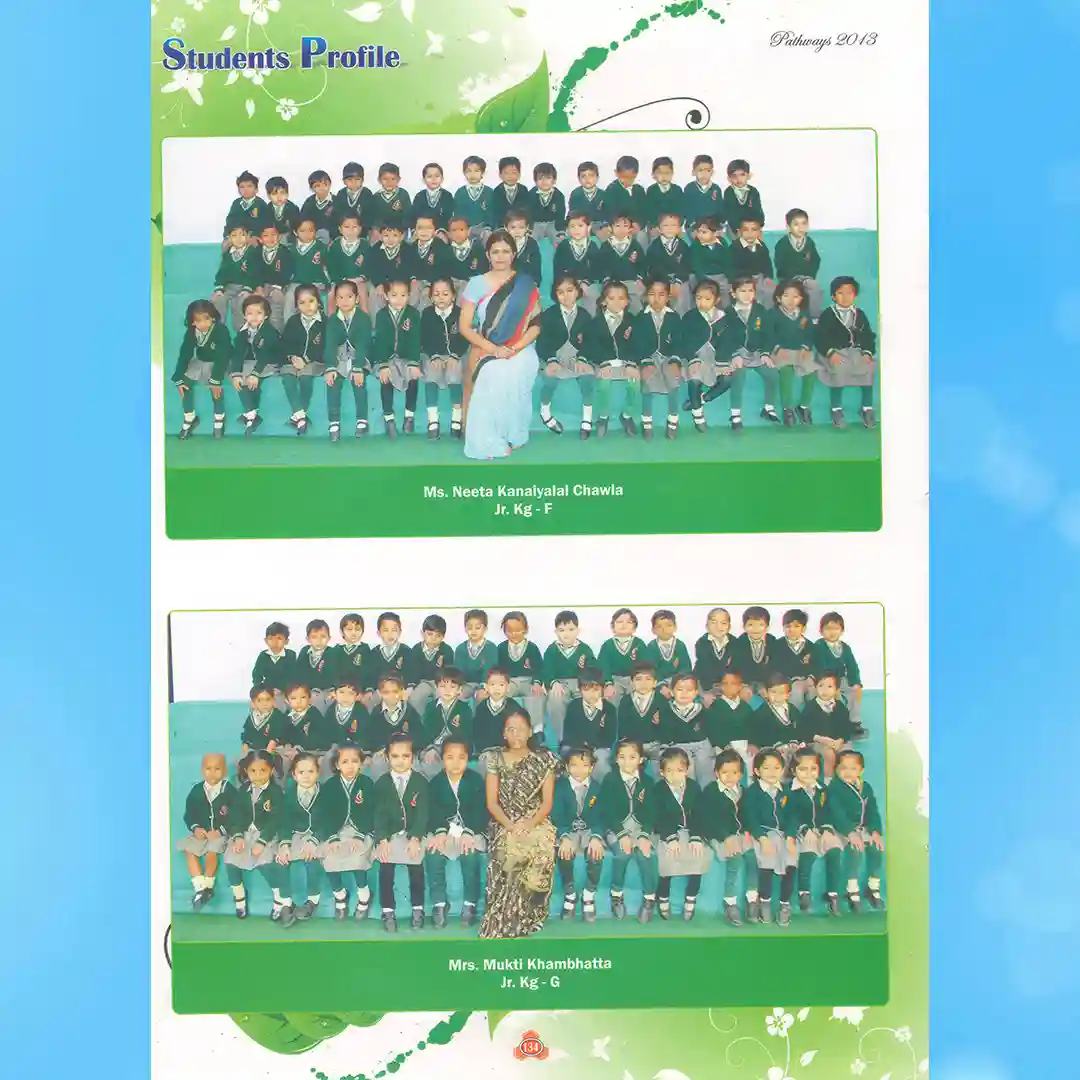 Students Profile
Pathways 2013
Ms. Neeta Kanaiyalal Chawla
Jr. Kg - F
Mrs. Mukti Khambhatta
Jr. Kg - G
134